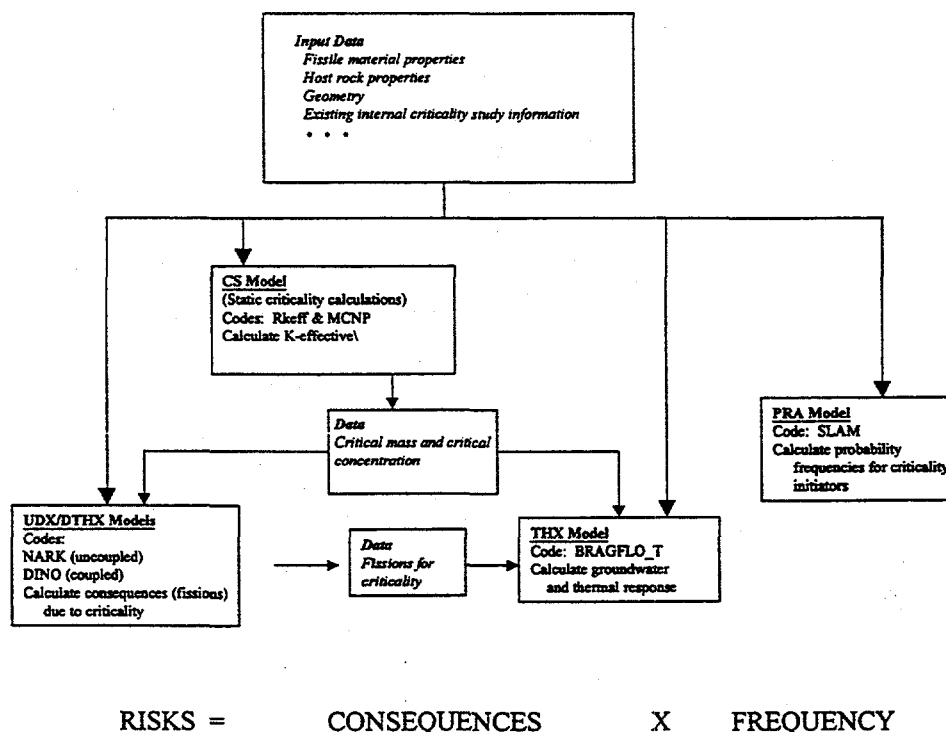 Input Data
Fissile material properties
Host rock properties
Geometry
Existing internal criticality study information
• • •
CS Model
(Static criticality calculations)
Codes: Rkeff & MCNP
Calculate K-effective\
Data
Critical mass and critical
concentration
PRA Model
Code: SLAM
Calculate probability
frequencies for criticality
initiators
UDX/DTHX Models
Codes:
NARK (uncoupled)
DINO (coupled)
Calculate consequences (fissions)
due to criticality
Data
Fissions for
criticality
THX Model
Code: BRAGFLO_T
Calculate groundwater
and thermal response
RISKS = CONSEQUENCES X FREQUENCY